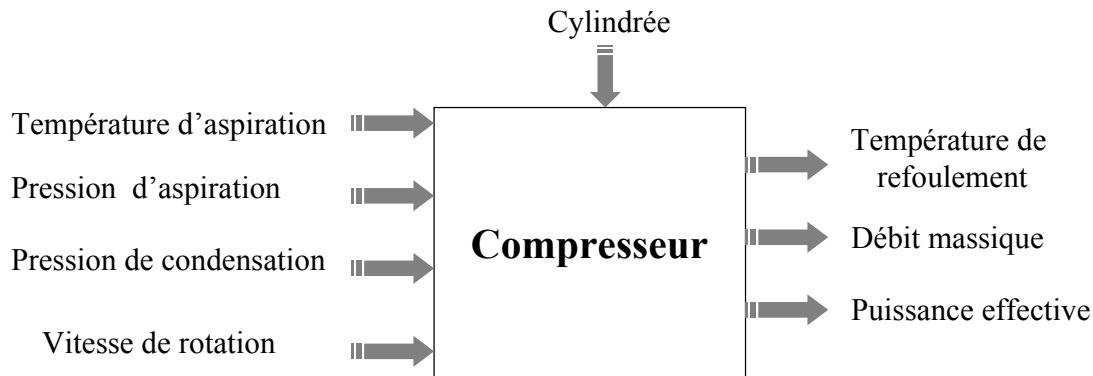 Cylindrée
Température d’aspiration
Pression d’aspiration
Pression de condensation
Vitesse de rotation
Compresseur
Température de
refoulement
Débit massique
Puissance effective